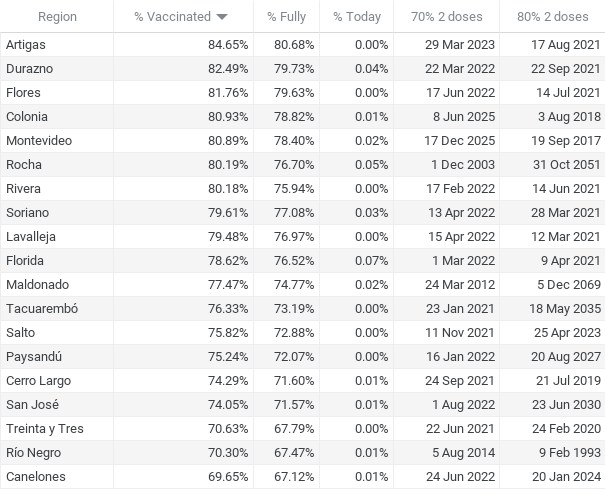 Region % Vaccinated % Fully % Today 70% 2 doses 80% 2 doses
Artigas 84.65% 80.68% 0.00% 29 Mar 2023 17 Aug 2021
Durazno 82.49% 79.73% 0.04% 22 Mar 2022 22 Sep 2021
Flores 81.76% 79.63% 0.00% 17 Jun 2022 14 Jul 2021
Colonia 80.93% 78.82% 0.01% 8 Jun 2025 3 Aug 2018
Montevideo 80.89% 78.40% 0.02% 17 Dec 2025 19 Sep 2017
Rocha 80.19% 76.70% 0.05% 1 Dec 2003 31 Oct 2051
Rivera 80.18% 75.94% 0.00% 17 Feb 2022 14 Jun 2021
Soriano 79.61% 77.08% 0.03% 13 Apr 2022 28 Mar 2021
Lavalleja 79.48% 76.97% 0.00% 15 Apr 2022 12 Mar 2021
Florida 78.62% 76.52% 0.07% 1 Mar 2022 9 Apr 2021
Maldonado 77.47% 74.77% 0.02% 24 Mar 2012 5 Dec 2069
Tacuarembó 76.33% 73.19% 0.00% 23 Jan 2021 18 May 2035
Salto 75.82% 72.88% 0.00% 11 Nov 2021 25 Apr 2023
Paysandú 75.24% 72.07% 0.00% 16 Jan 2022 20 Aug 2027
Cerro Largo 74.29% 71.60% 0.01% 24 Sep 2021 21 Jul 2019
San José 74.05% 71.57% 0.01% 1 Aug 2022 23 Jun 2030
Treinta y Tres 70.63% 67.79% 0.00% 22 Jun 2021 24 Feb 2020
Río Negro 70.30% 67.47% 0.01% 5 Aug 2014 9 Feb 1993
Canelones 69.65% 67.12% 0.01% 24 Jun 2022 20 Jan 2024